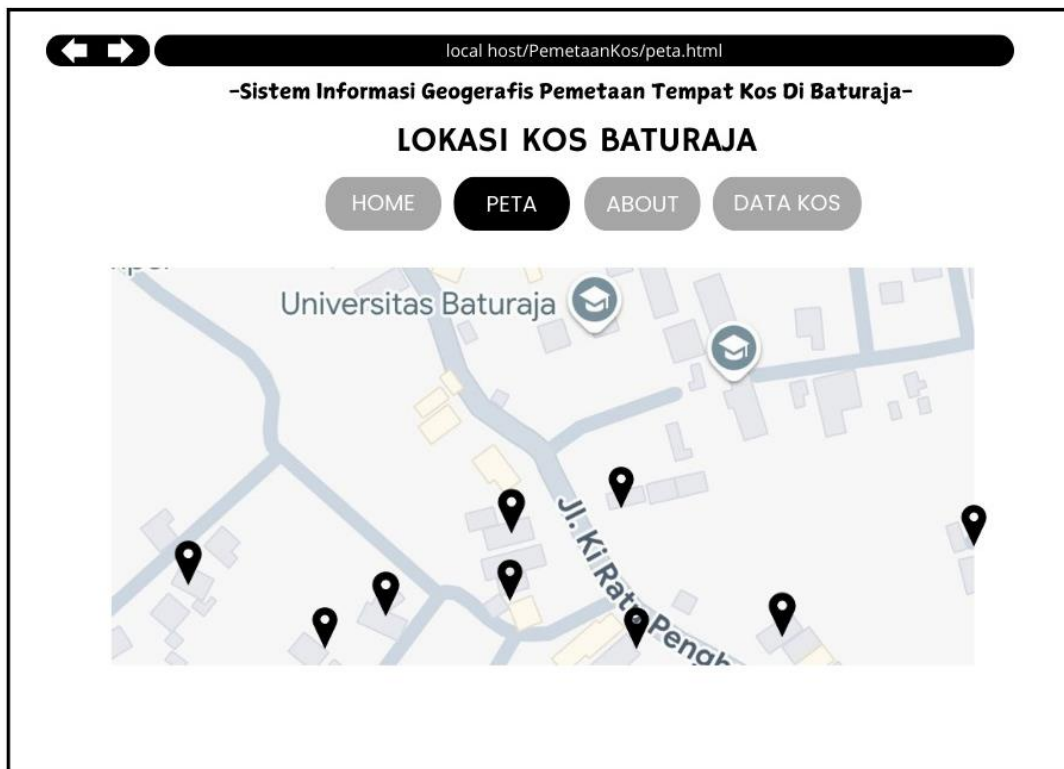 local host/PemetaanKos/peta.html
-Sistem Informasi Geogerafis Pemetaan Tempat Kos Di Baturaja-
LOKASI KOS BATURAJA
HOME PETA ABOUT DATA KOS
Universitas Baturaja
Jl. Ki Ratu